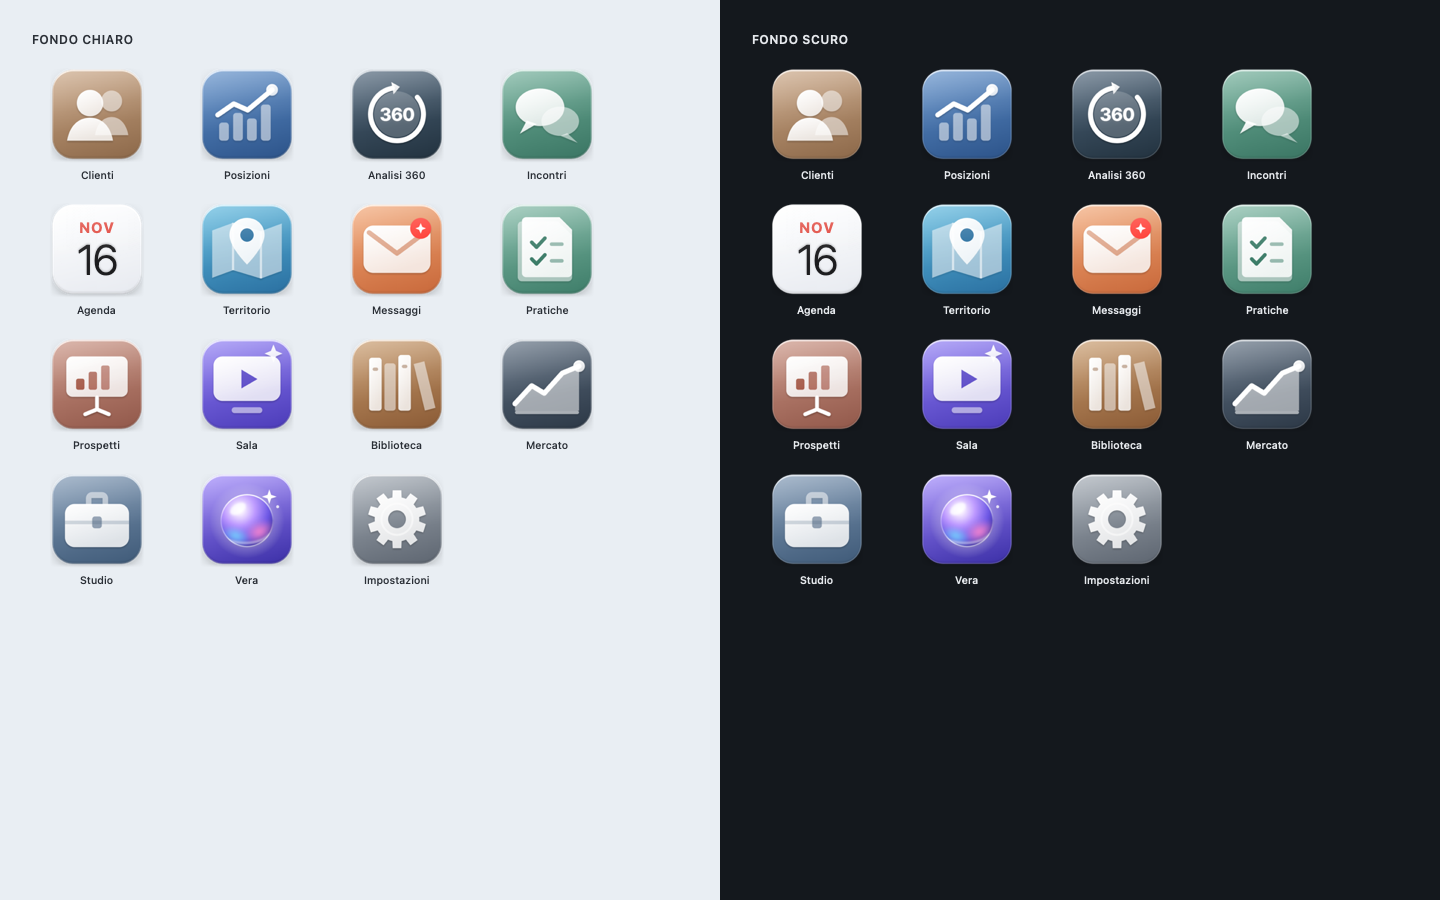 FONDO CHIARO
360
Clienti
Posizioni
Analisi 360
Incontri
NOV
16
Agenda
Territorio
Messaggi
Pratiche
Prospetti
Sala
Biblioteca
Mercato
Studio
Vera
Impostazioni
FONDO SCURO
360
Clienti
Posizioni
Analisi 360
Incontri
NOV
16
Agenda
Territorio
Messaggi
Pratiche
Prospetti
Sala
Biblioteca
Mercato
Studio
Vera
Impostazioni